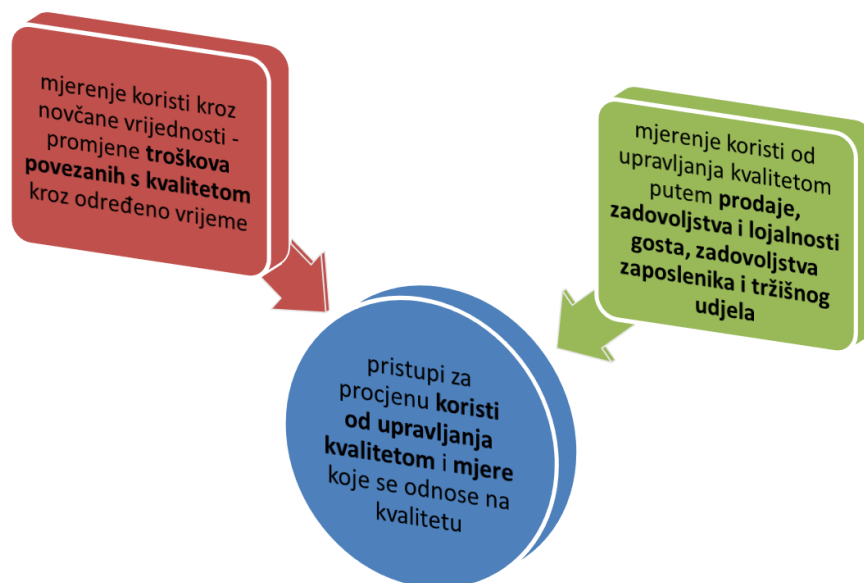 mjerenje koristi kroz
novčane vrijednosti -
promjene troškova
povezanih s kvalitetom
kroz određeno vrijeme
mjerenje koristi od
upravljanja kvalitetom
putem prodaje,
zadovoljstva i lojalnosti
gosta, zadovoljstva
zaposlenika i tržišnog
udjela
pristupi za
procjenu koristi
od upravljanja
kvalitetom i mjere
koje se odnose na
kvalitetu